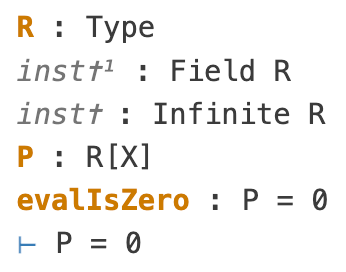 R : Type
inst✝¹ : Field R
inst✝ : Infinite R
P : R[X]
evalIsZero : P = 0
⊢ P = 0